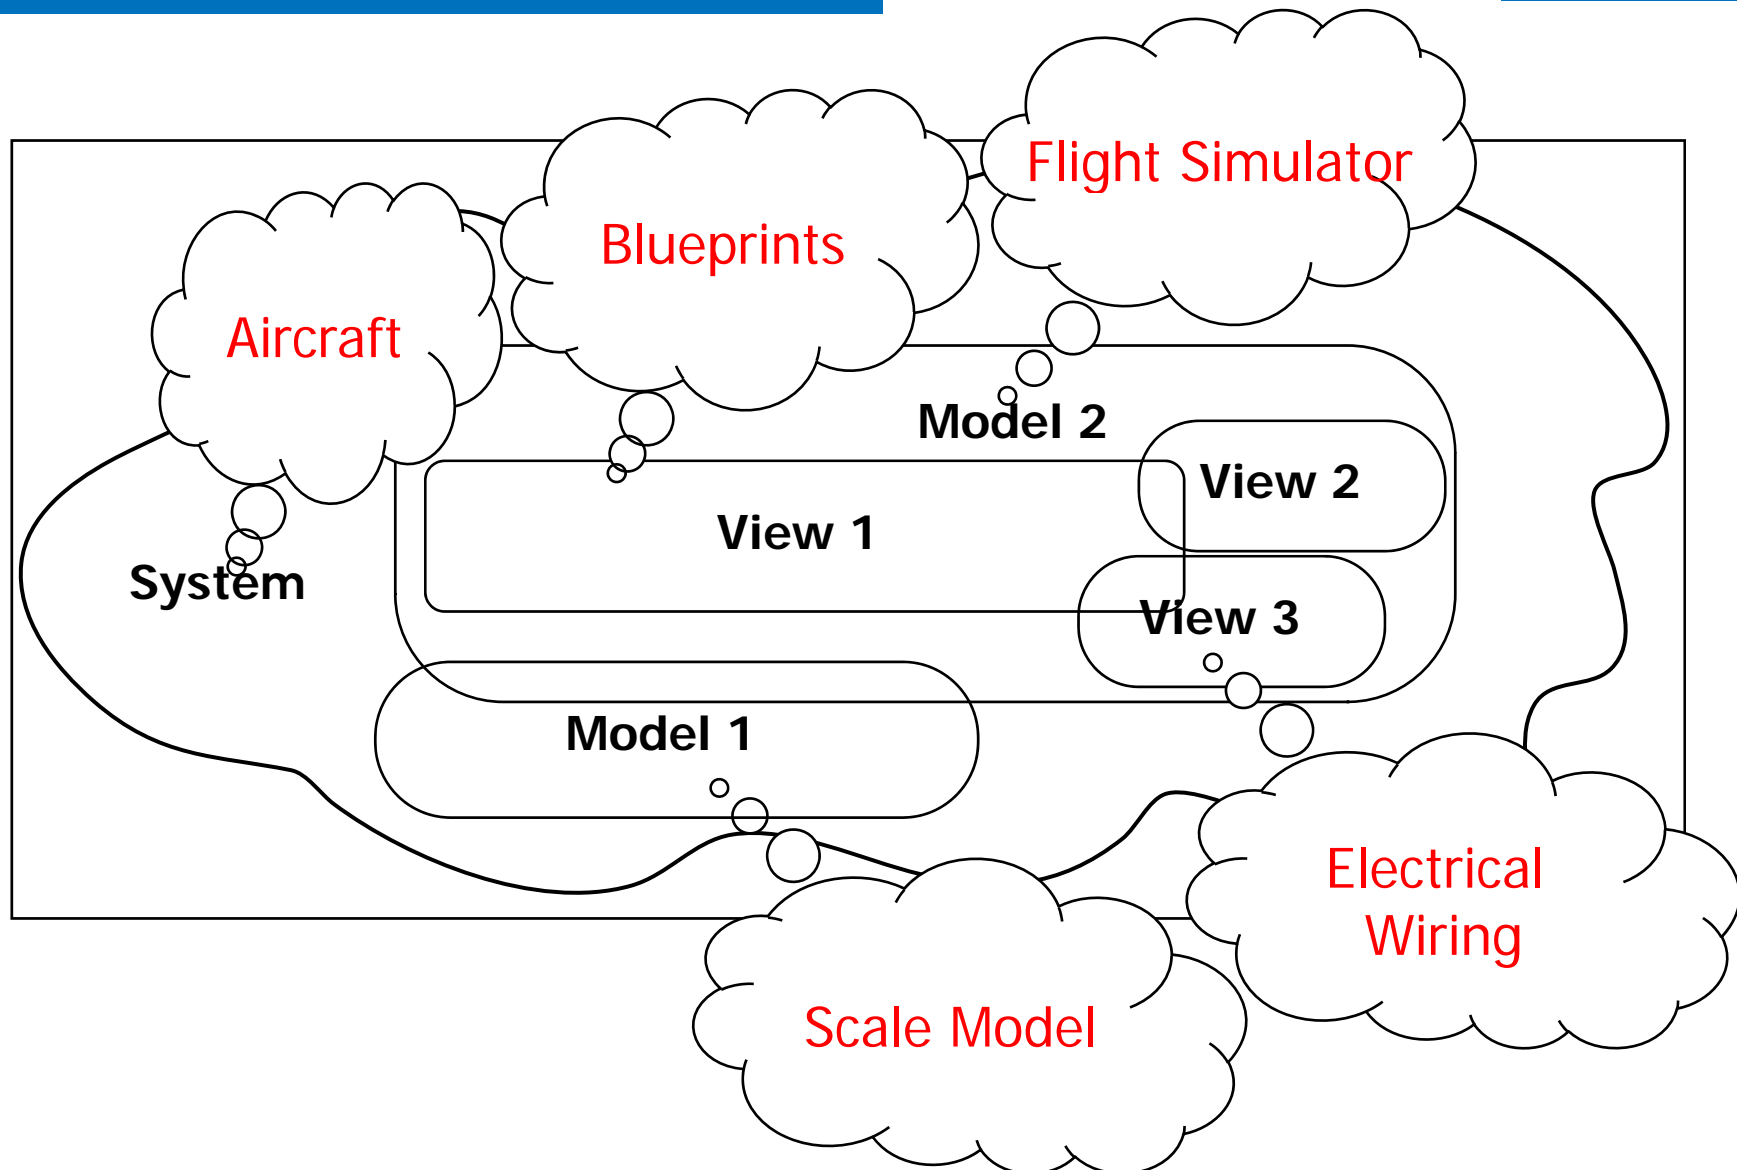 Flight Simulator
Blueprints
Aircraft
Model 2
View 2
View 1
System
View 3
Model 1
Electrical
Wiring
Scale Model